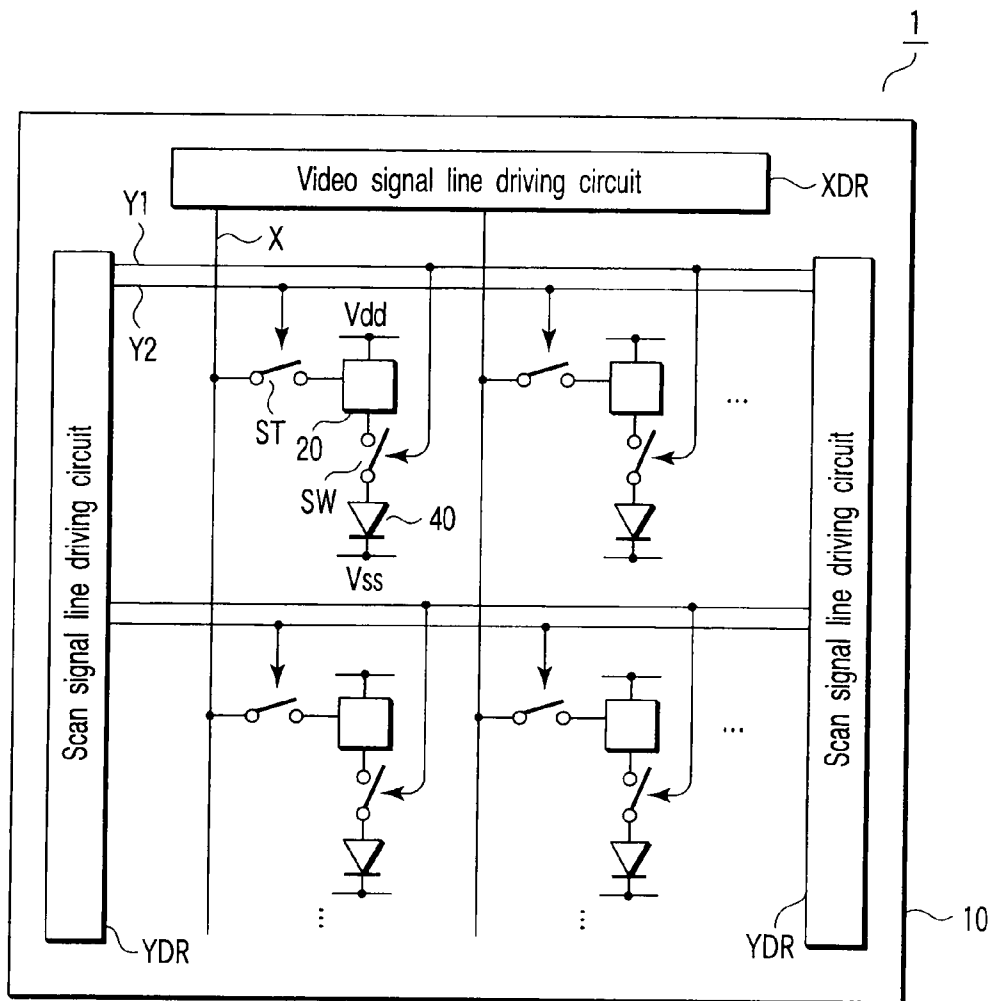 1
Video signal line driving circuit
XDR
Y1
X
Y2
Vdd
ST
20
SW
40
Vss
...
Scan signal line driving circuit
Scan signal line driving circuit
...
...
...
YDR
YDR
10